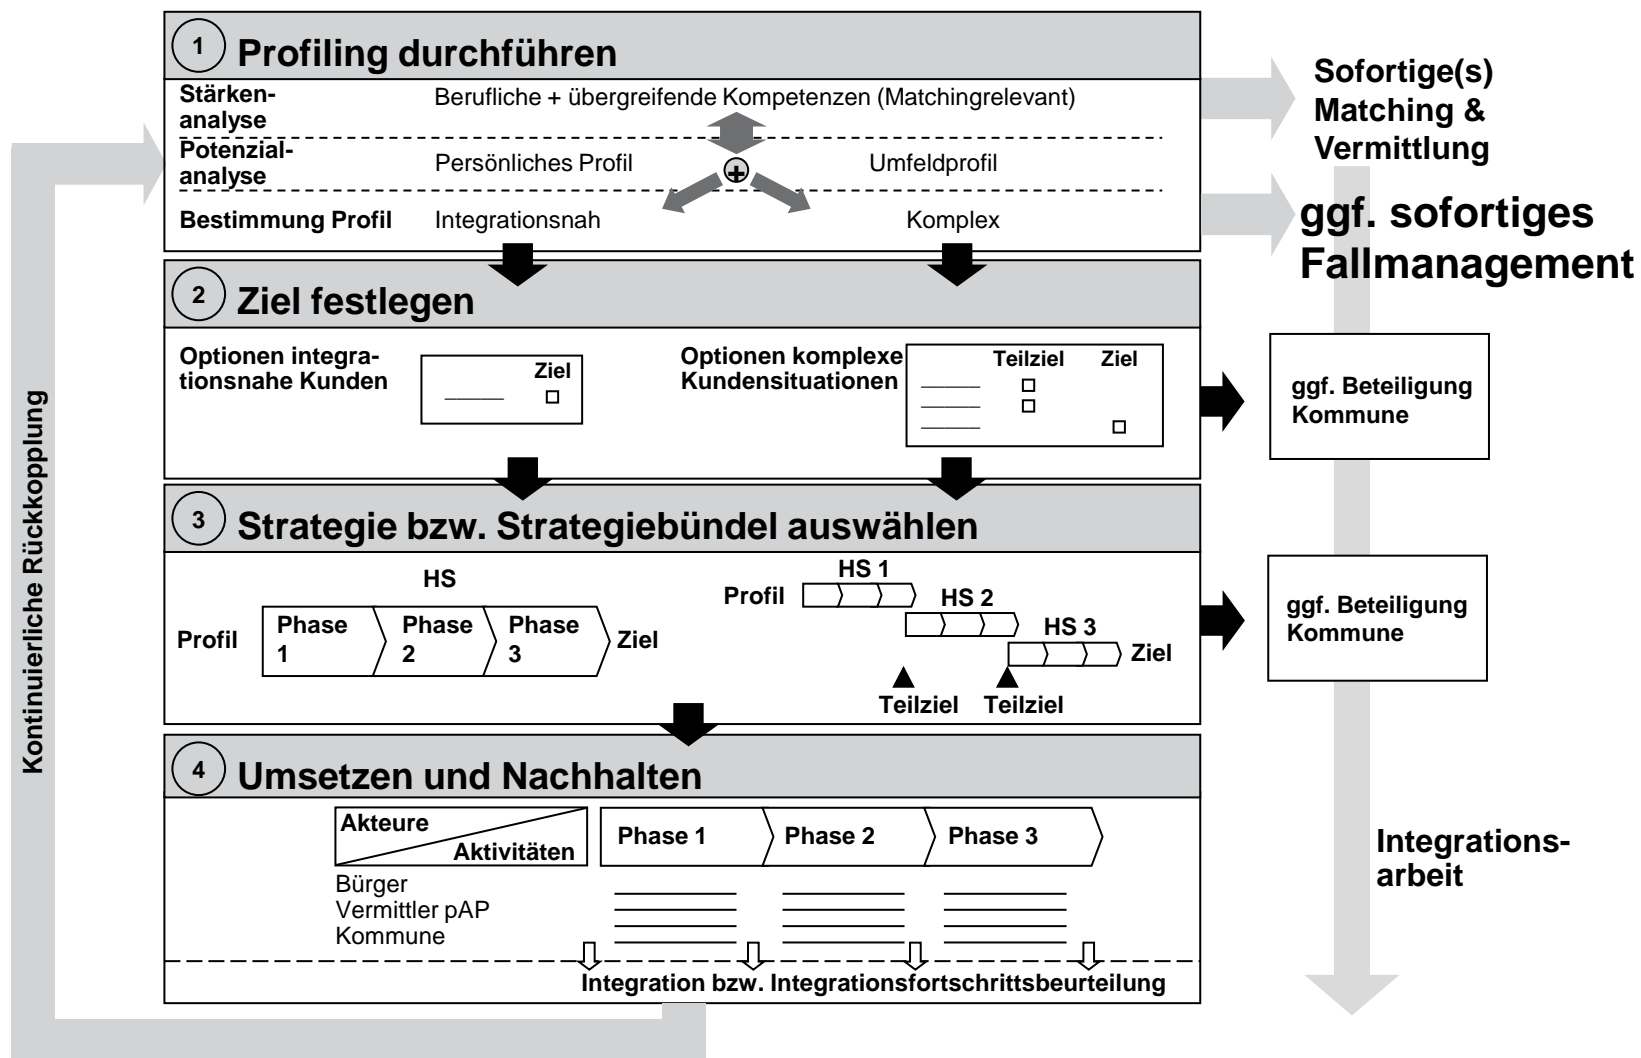 1
Profiling durchführen
Stärken-
analyse
Berufliche + übergreifende Kompetenzen (Matchingrelevant)
Potenzial-
analyse
Persönliches Profil
+
Umfeldprofil
Bestimmung Profil
Integrationsnah
Komplex
Sofortige(s)
Matching &
Vermittlung
ggf. sofortiges
Fallmanagement
2
Ziel festlegen
Optionen integra-
tionsnahe Kunden
Ziel
Optionen komplexe
Kundensituationen
Teilziel
Ziel
ggf. Beteiligung
Kommune
3
Strategie bzw. Strategiebündel auswählen
HS
Profil
Phase
1
Phase
2
Phase
3
Ziel
Profil
HS 1
HS 2
HS 3
Ziel
Teilziel
Teilziel
ggf. Beteiligung
Kommune
4
Umsetzen und Nachhalten
Akteure
Aktivitäten
Phase 1
Phase 2
Phase 3
Bürger
Vermittler pAP
Kommune
Integration bzw. Integrationsfortschrittsbeurteilung
Integrations-
arbeit
Kontinuierliche Rückkopplung